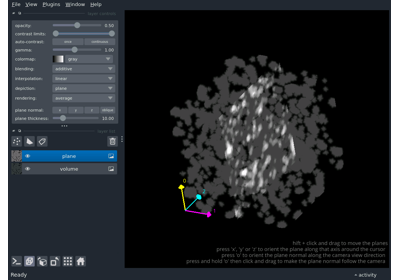 File View Plugins Window Help
opacity: 0.50
contrast limits:
auto-contrast: once continuous
gamma: 1.00
colormap: gray
blending: additive
interpolation: linear
depiction: plane
rendering: average
plane normal: x y z oblique
plane thickness: 10.00
plane
volume
0
hift + click and drag to move the planes
press 'x', 'y' or 'z' to orient the plane along that axis around the cursor
press 'o' to orient the plane normal along the camera view direction
press and hold 'o' then click and drag to make the plane normal follow the camera
Ready
activity